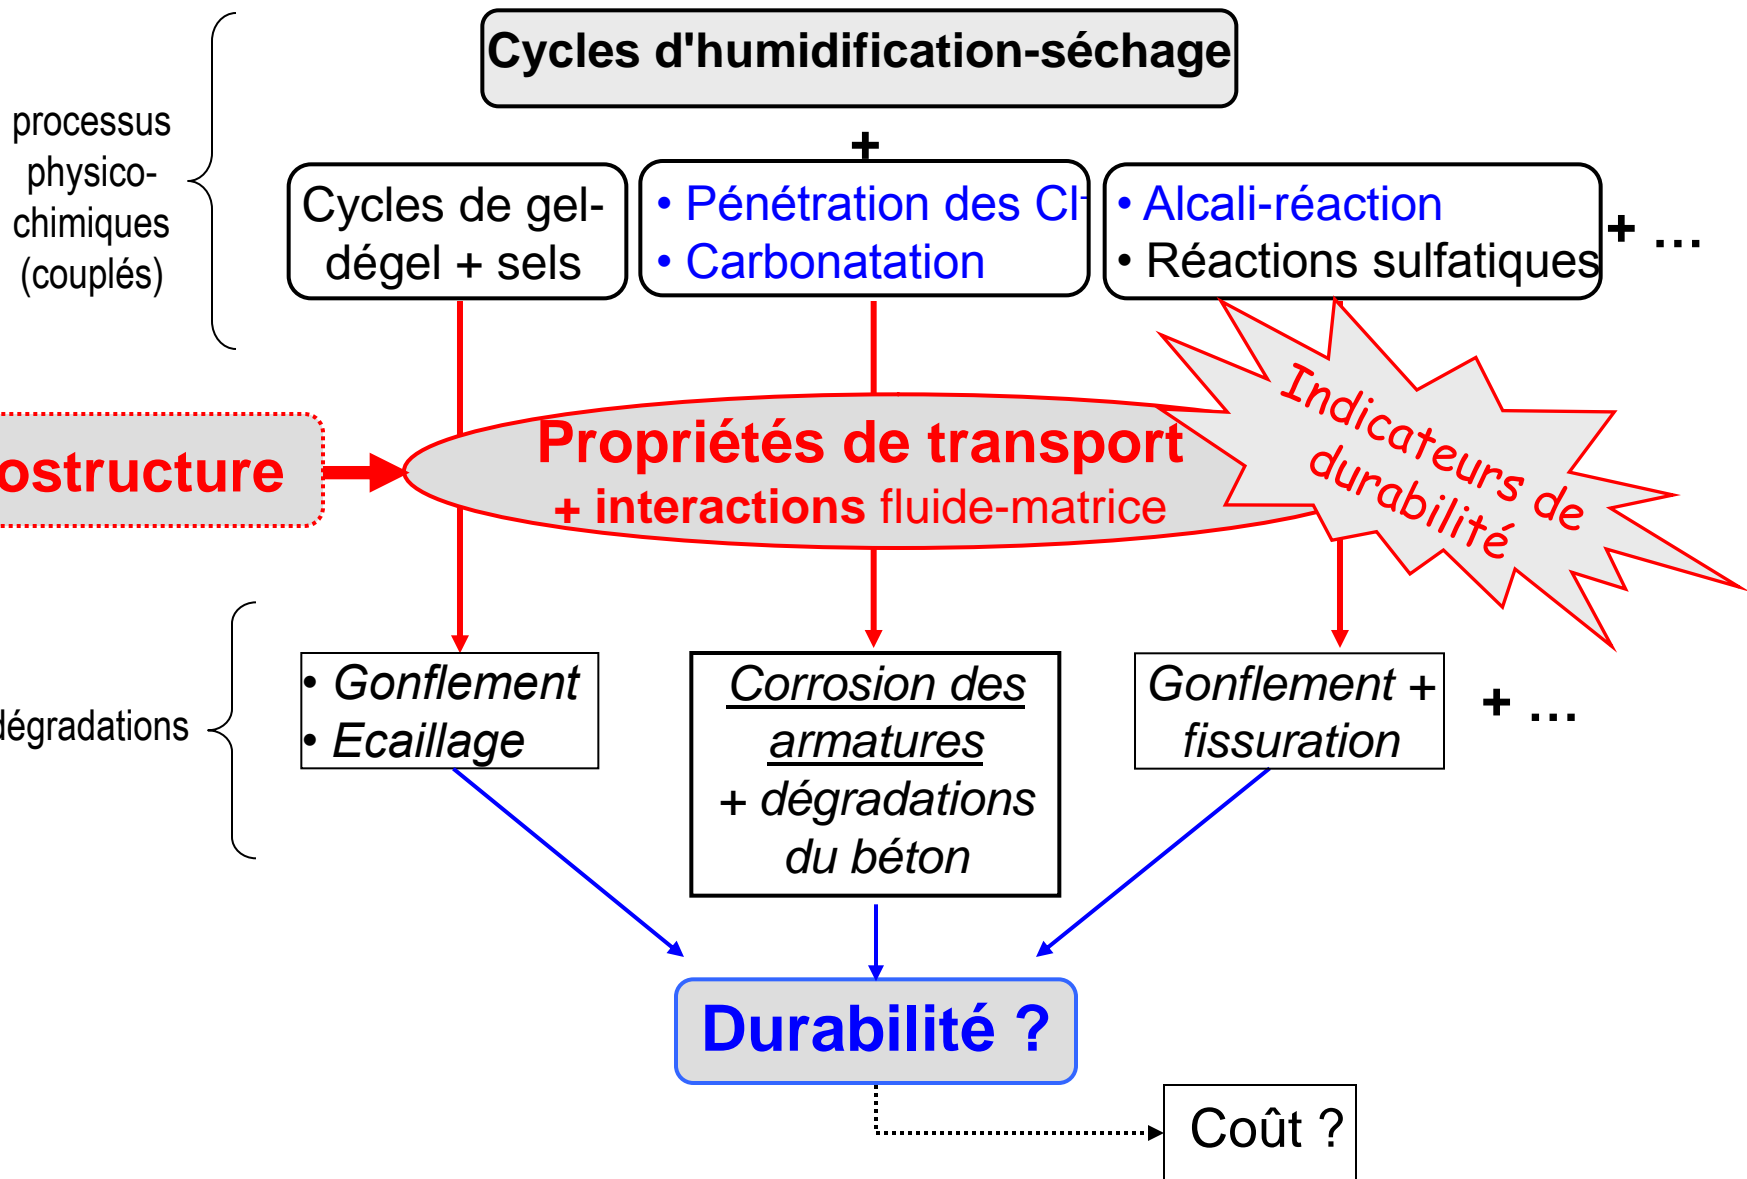 Cycles d'humidification-séchage
+
processus
physico-
chimiques
(couplés)
Cycles de gel-
dégel + sels
• Pénétration des Cl⁻
• Carbonatation
• Alcali-réaction
• Réactions sulfatiques
+ ...
ostructure
Propriétés de transport
+ interactions fluide-matrice
Indicateurs de
durabilité
dégradations
• Gonflement
• Ecaillage
Corrosion des
armatures
+ dégradations
du béton
Gonflement +
fissuration
+ ...
Durabilité ?
Coût ?